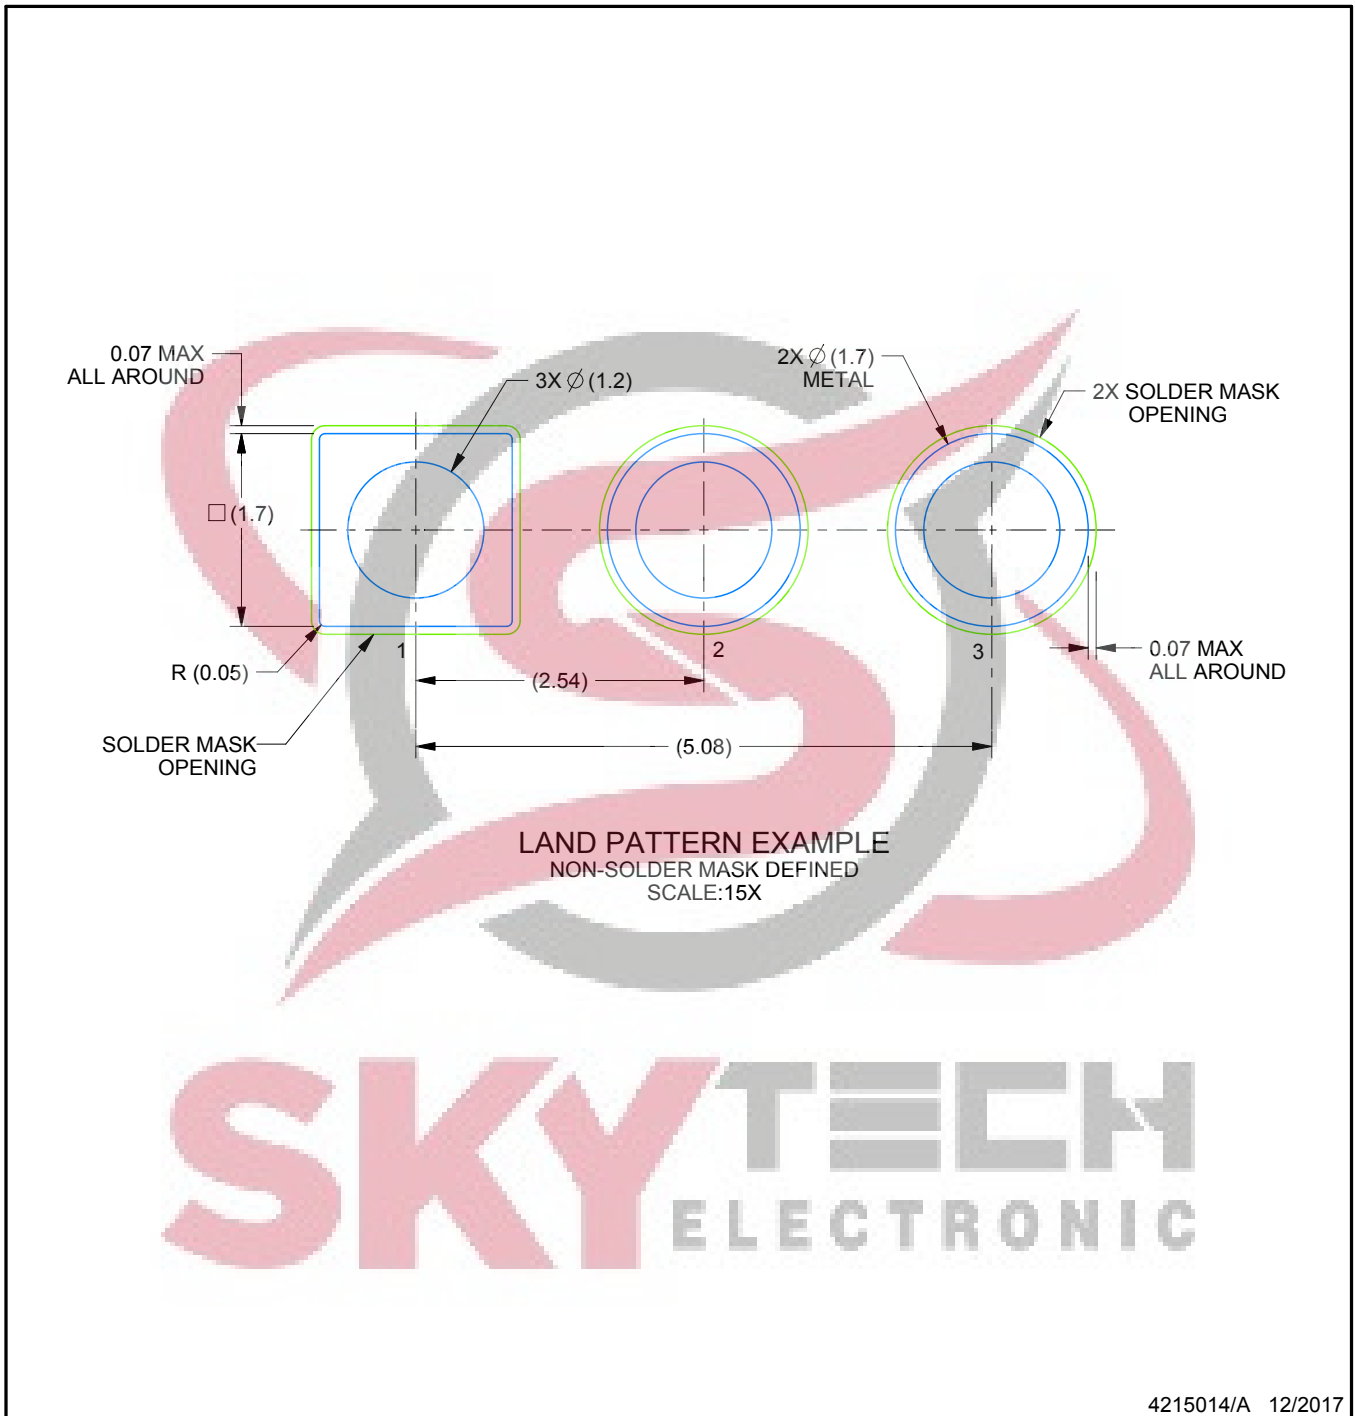 0.07 MAX
ALL AROUND
3X ∅ (1.2)
2X ∅ (1.7)
METAL
2X SOLDER MASK
OPENING
□ (1.7)
1
2
3
R (0.05)
(2.54)
0.07 MAX
ALL AROUND
SOLDER MASK
OPENING
(5.08)
LAND PATTERN EXAMPLE
NON-SOLDER MASK DEFINED
SCALE:15X
SKYTECH
ELECTRONIC
4215014/A 12/2017